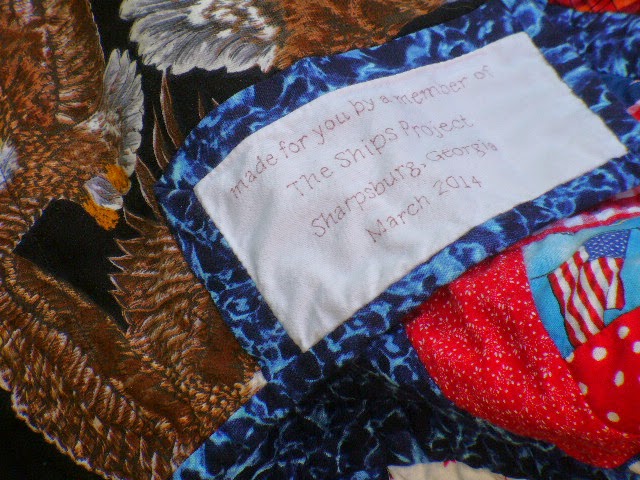 made for you by a member of
The Ships Project
Sharpsburg, Georgia
March 2014